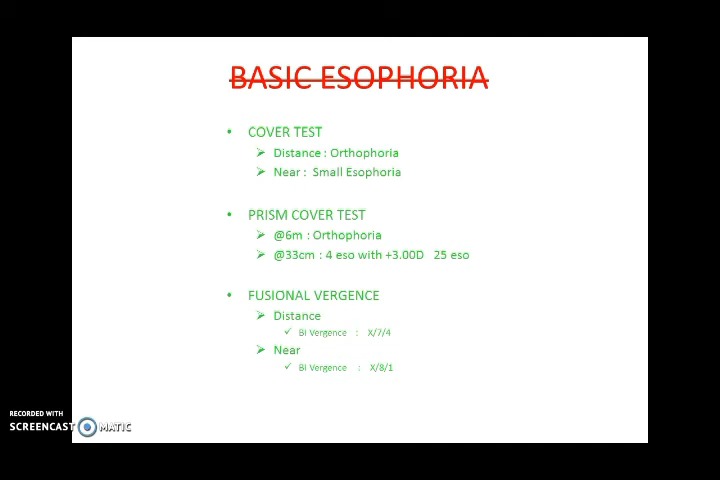 BASIC ESOPHORIA
• COVER TEST
➢ Distance : Orthophoria
➢ Near : Small Esophoria
• PRISM COVER TEST
➢ @6m : Orthophoria
➢ @33cm : 4 eso with +3.00D 25 eso
• FUSIONAL VERGENCE
➢ Distance
✓ BI Vergence : X/7/4
➢ Near
✓ BI Vergence : X/8/1
RECORDED WITH
SCREENCAST MATIC